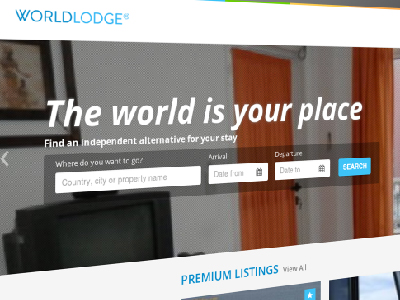 WORLDLODGE
The world is your place
Find an independent alternative for your stay
Where do you want to go?
Arrival
Departure
Country, city or property name
Date from
Date to
SEARCH
PREMIUM LISTINGS View All